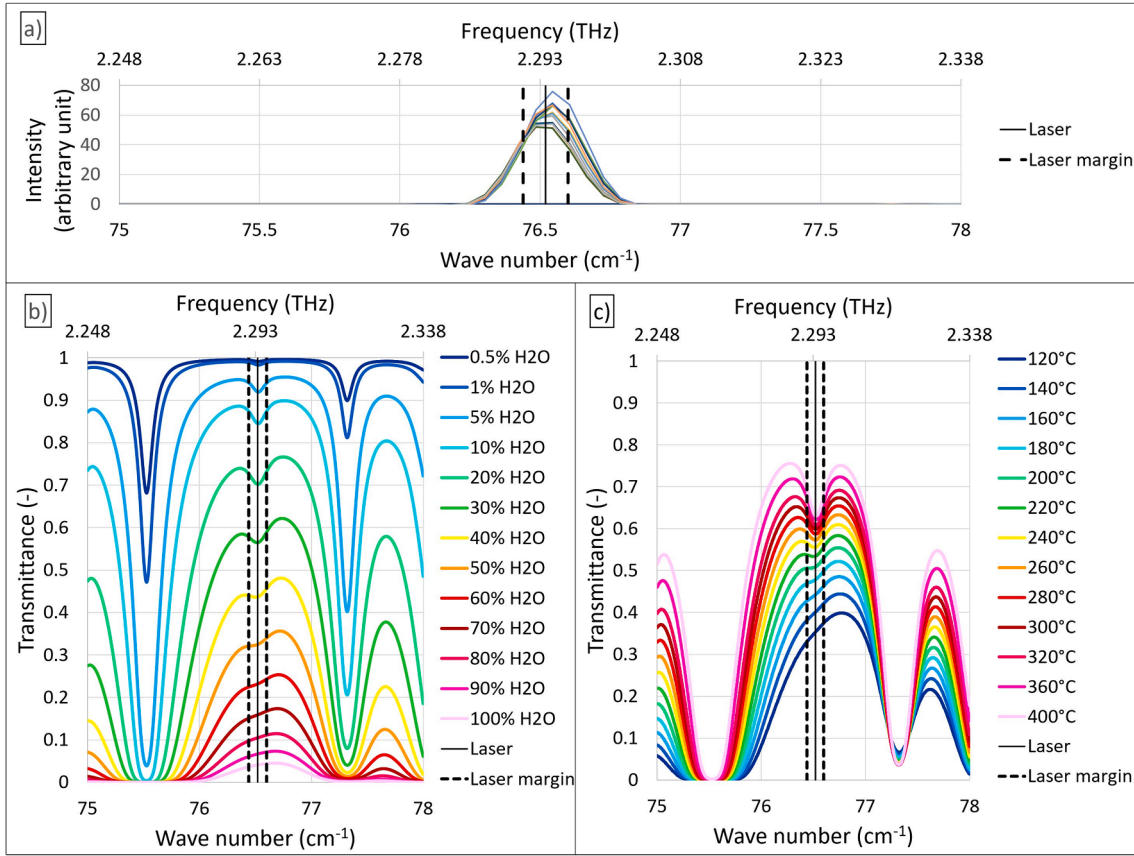 a)
Frequency (THz)
2.248 2.263 2.278 2.293 2.308 2.323 2.338
Intensity
(arbitrary unit)
80
60
40
20
0
75 75.5 76 76.5 77 77.5 78
Wave number (cm-1)
Laser
Laser margin
b)
Frequency (THz)
2.248 2.293 2.338
Transmittance (-)
1
0.9
0.8
0.7
0.6
0.5
0.4
0.3
0.2
0.1
0
75 76 77 78
Wave number (cm-1)
0.5% H2O
1% H2O
5% H2O
10% H2O
20% H2O
30% H2O
40% H2O
50% H2O
60% H2O
70% H2O
80% H2O
90% H2O
100% H2O
Laser
Laser margin
c)
Frequency (THz)
2.248 2.293 2.338
Transmittance (-)
1
0.9
0.8
0.7
0.6
0.5
0.4
0.3
0.2
0.1
0
75 76 77 78
Wave number (cm-1)
120°C
140°C
160°C
180°C
200°C
220°C
240°C
260°C
280°C
300°C
320°C
360°C
400°C
Laser
Laser margin